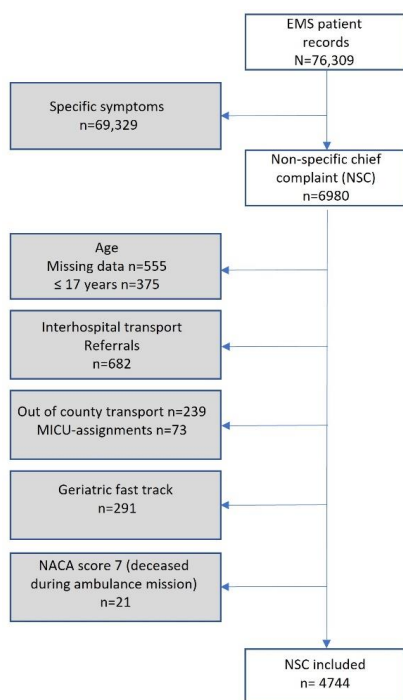 EMS patient
records
N=76,309
Specific symptoms
n=69,329
Non-specific chief
complaint (NSC)
n=6980
Age
Missing data n=555
≤ 17 years n=375
Interhospital transport
Referrals
n=682
Out of county transport n=239
MICU-assignments n=73
Geriatric fast track
n=291
NACA score 7 (deceased
during ambulance mission)
n=21
NSC included
n= 4744